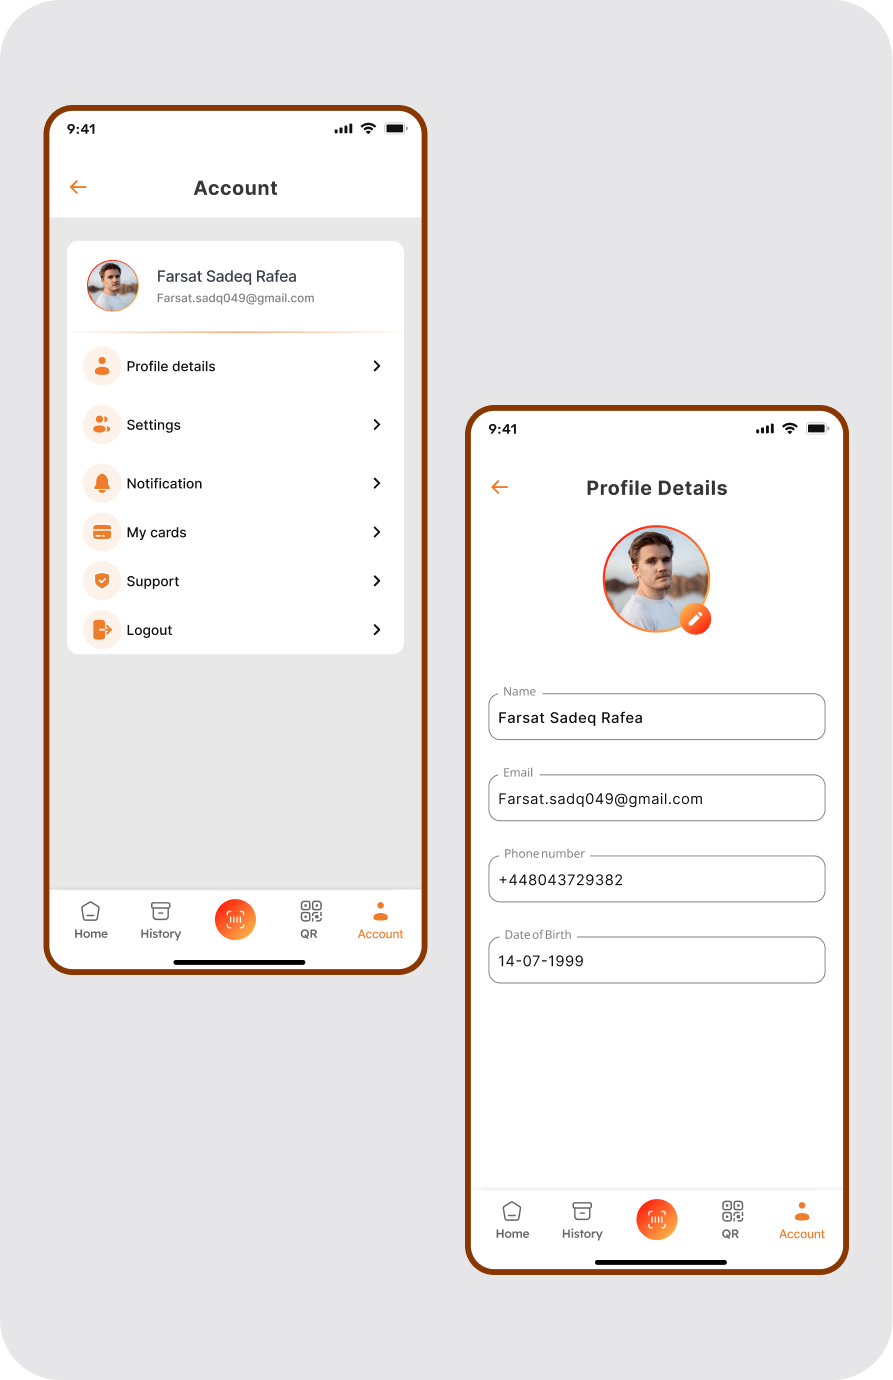 9:41
Account
Farsat Sadeq Rafea
Farsat.sadq049@gmail.com
Profile details
Settings
Notification
My cards
Support
Logout
Home
History
QR
Account
9:41
Profile Details
Name
Farsat Sadeq Rafea
Email
Farsat.sadq049@gmail.com
Phone number
+448043729382
Date of Birth
14-07-1999
Home
History
QR
Account